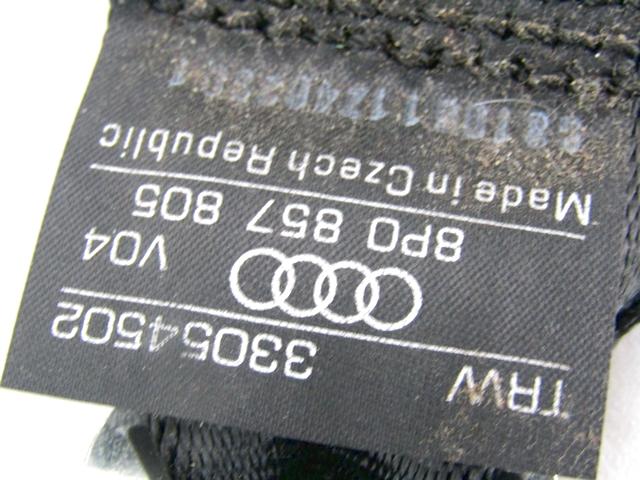 TRW 33054502
V04
8P0 857 805
Made in Czech Republic